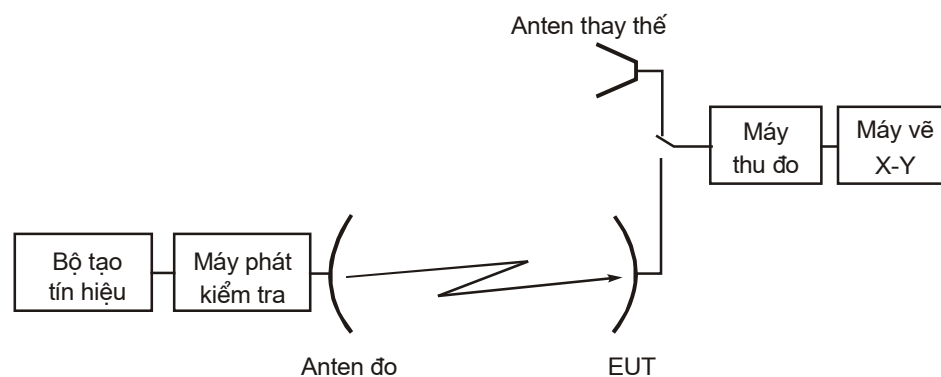 Anten thay thế
Máy
thu đo
Máy vẽ
X-Y
Bộ tạo
tín hiệu
Máy phát
kiểm tra
Anten đo
EUT